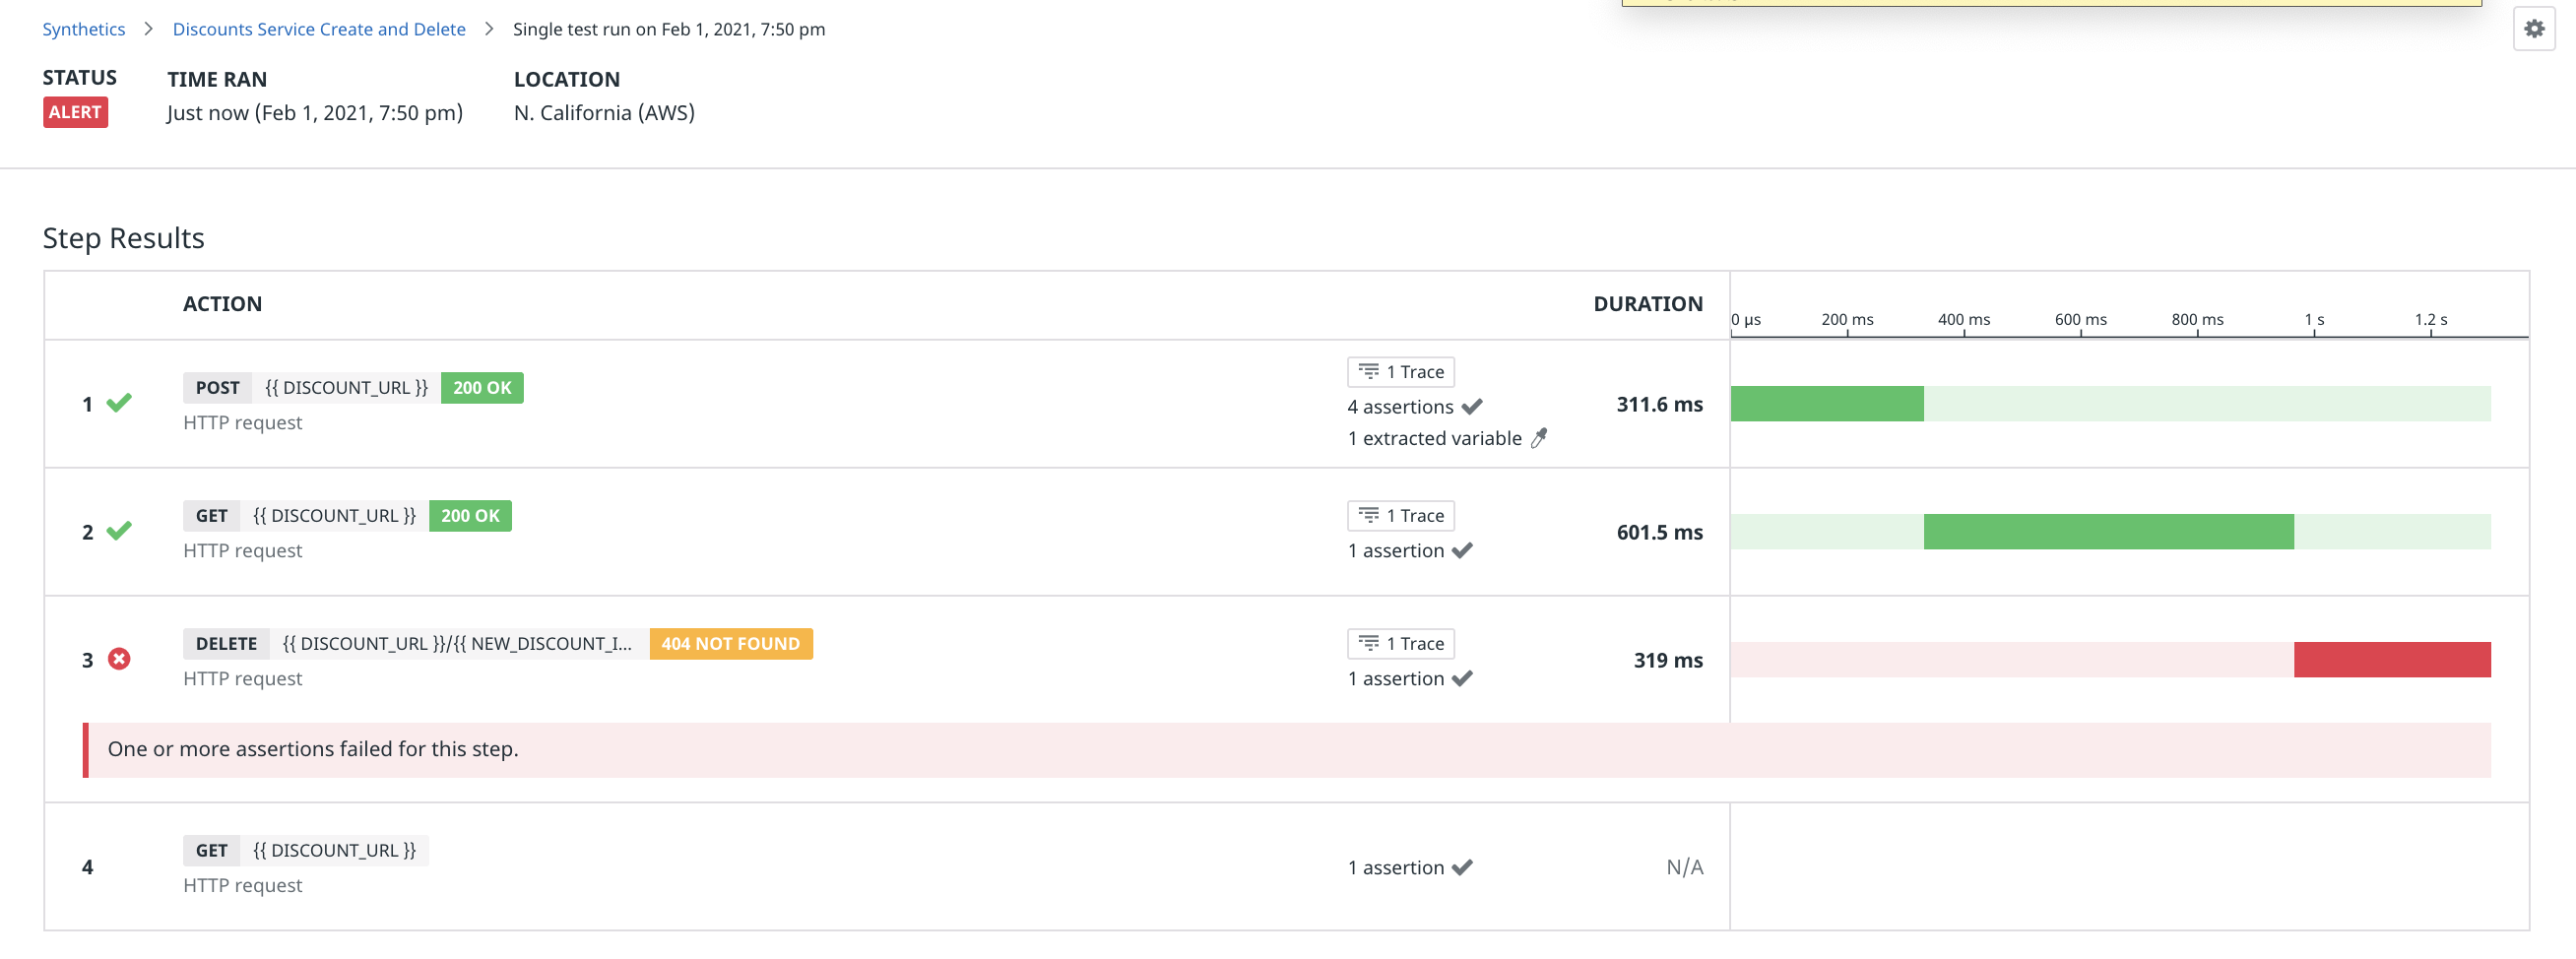 Synthetics > Discounts Service Create and Delete > Single test run on Feb 1, 2021, 7:50 pm
STATUS TIME RAN LOCATION
ALERT Just now (Feb 1, 2021, 7:50 pm) N. California (AWS)
Step Results
ACTION DURATION
0 µs 200 ms 400 ms 600 ms 800 ms 1 s 1.2 s
1 POST {{ DISCOUNT_URL }} 200 OK
HTTP request
1 Trace
4 assertions
1 extracted variable
311.6 ms
2 GET {{ DISCOUNT_URL }} 200 OK
HTTP request
1 Trace
1 assertion
601.5 ms
3 DELETE {{ DISCOUNT_URL }}/{{ NEW_DISCOUNT_I... 404 NOT FOUND
HTTP request
1 Trace
1 assertion
319 ms
One or more assertions failed for this step.
4 GET {{ DISCOUNT_URL }}
HTTP request
1 assertion
N/A